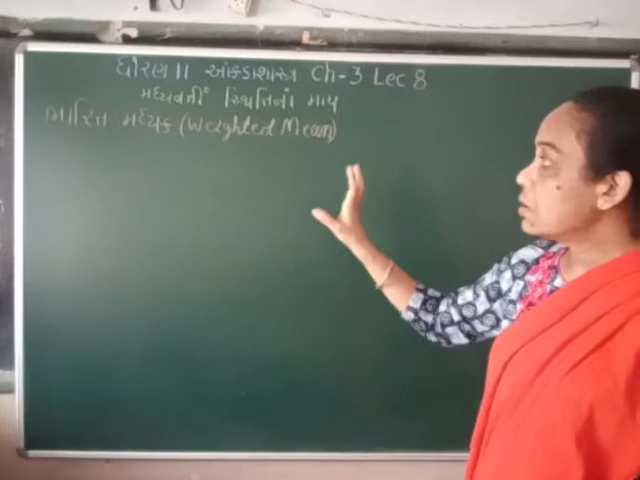 ધોરણ 11 આંકડાશાસ્ત્ર Ch-3 Lec 8
મધ્યવર્તી સ્થિતિનાં માપ
ભારિત મધ્યક (Weighted Mean)